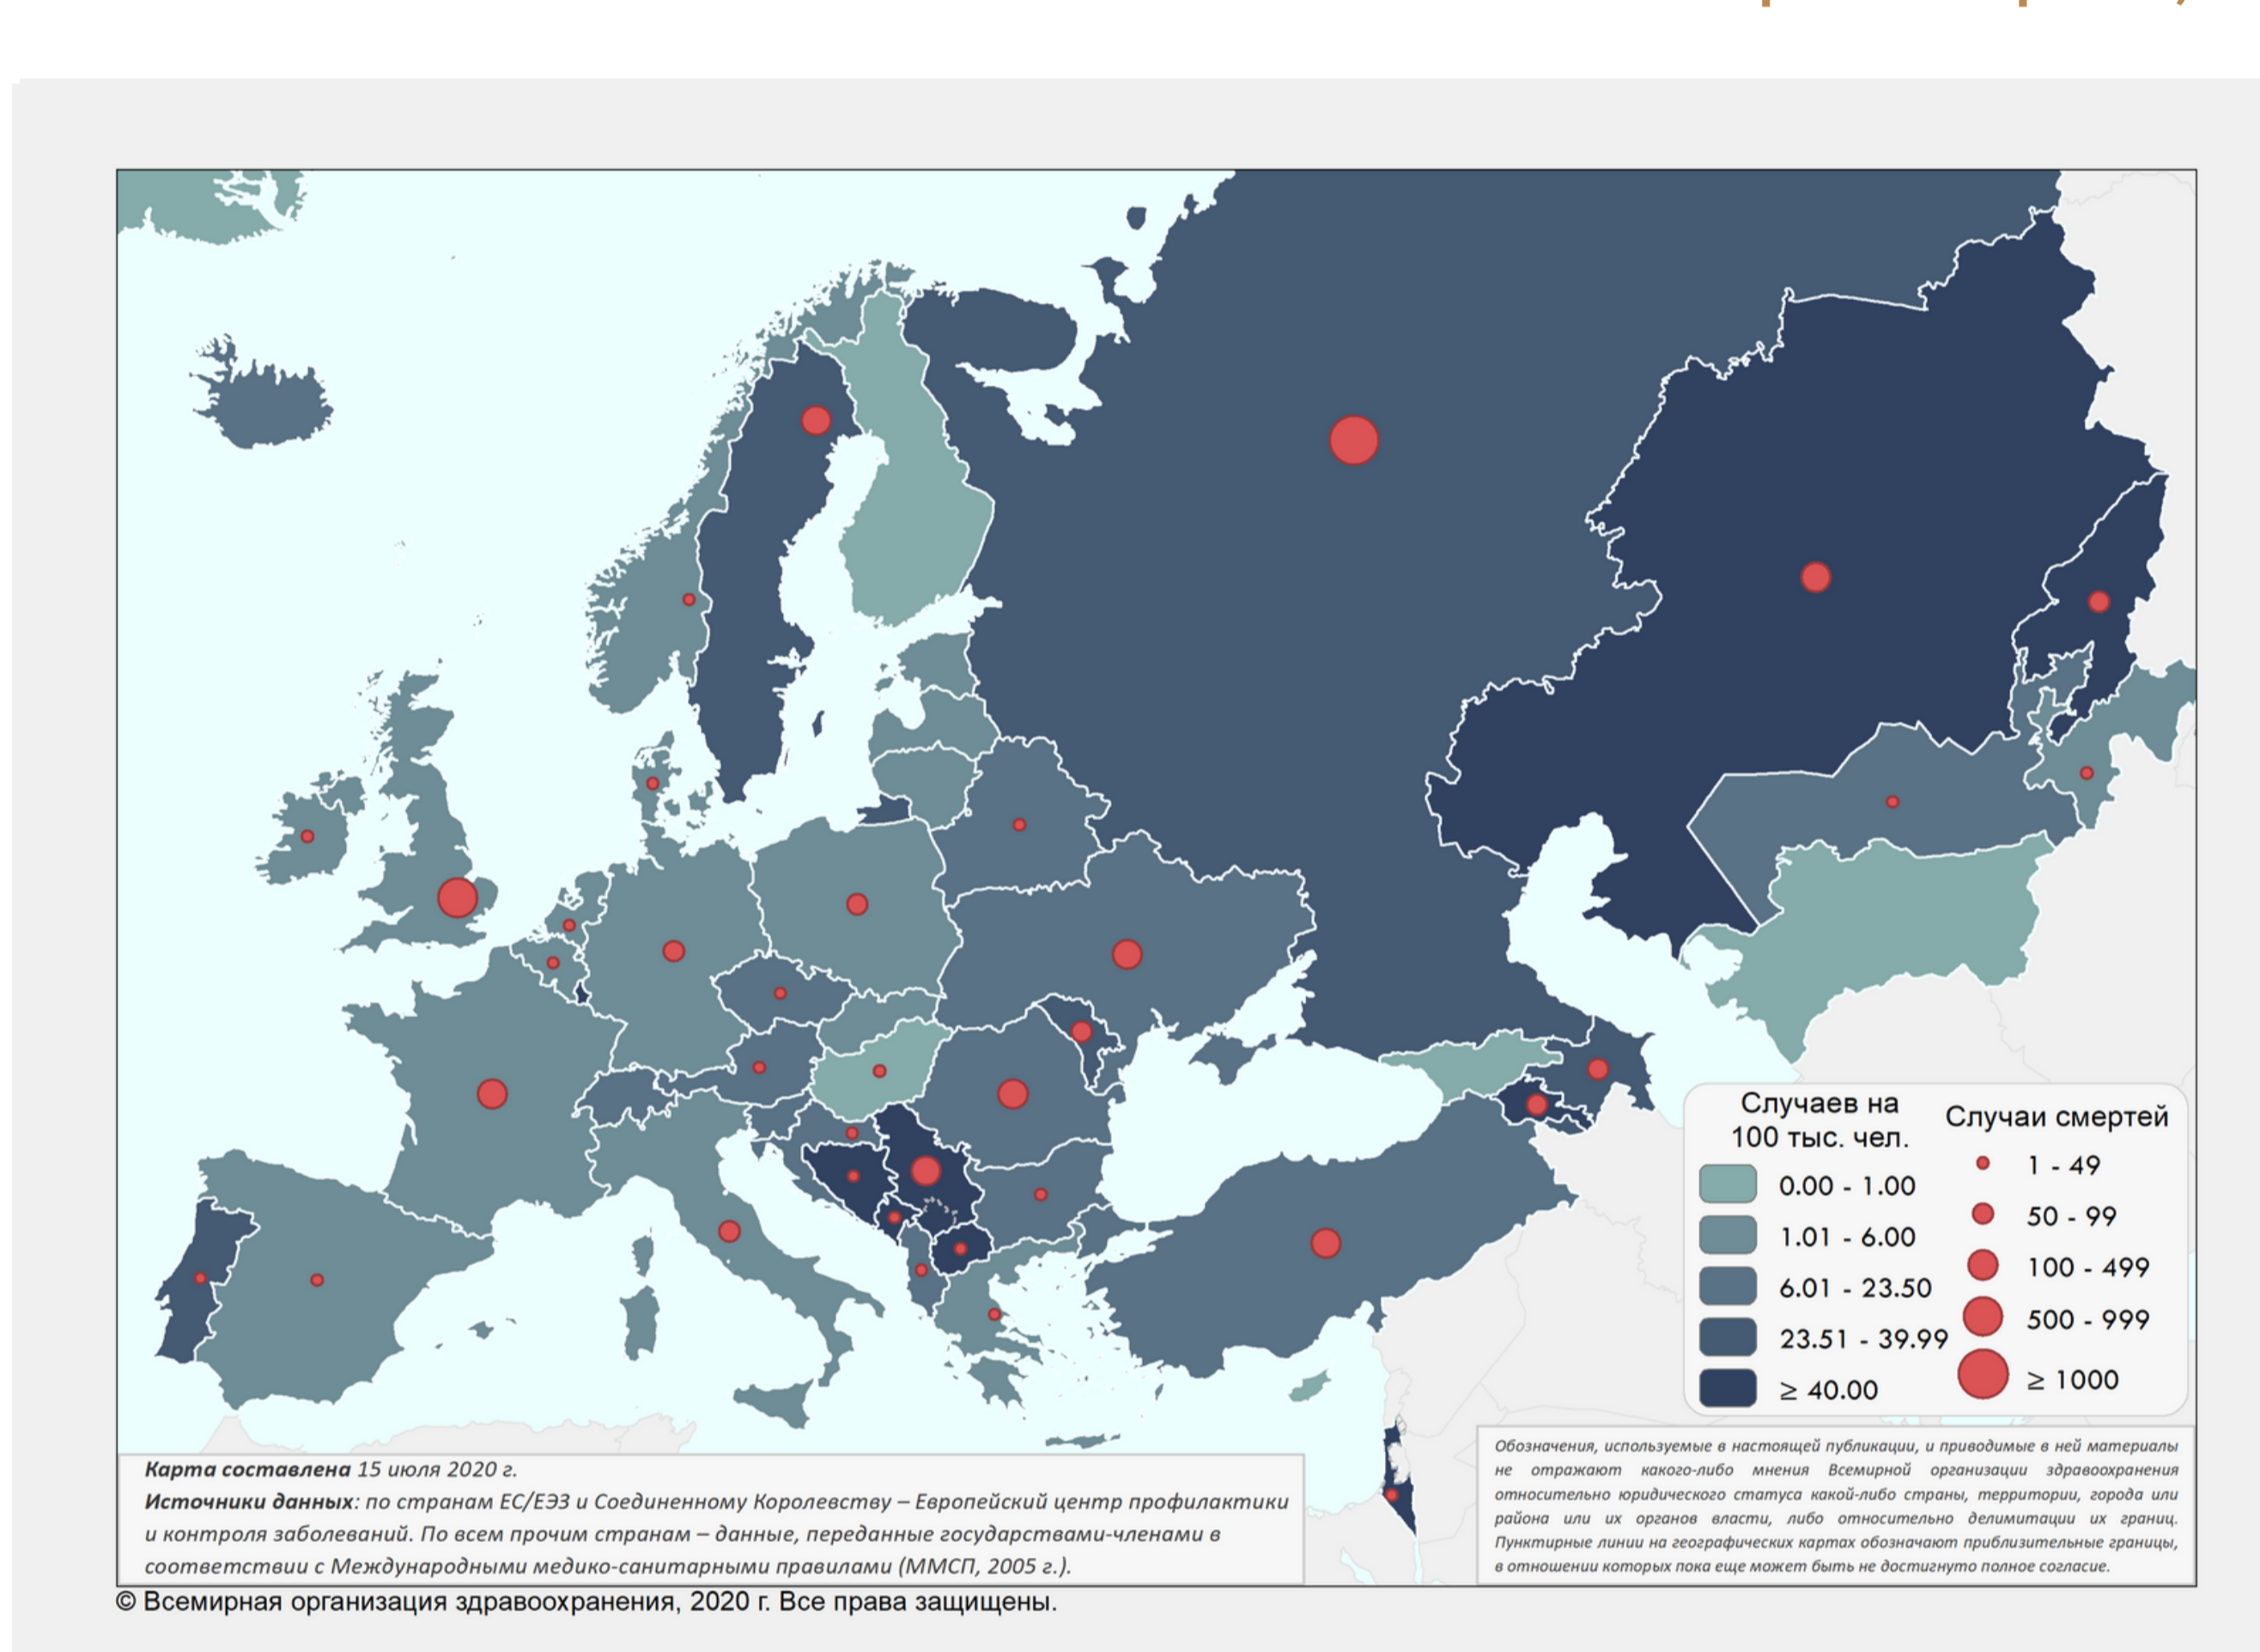 Случаев на
100 тыс. чел.
0.00 - 1.00
1.01 - 6.00
6.01 - 23.50
23.51 - 39.99
≥ 40.00
Случаи смертей
1 - 49
50 - 99
100 - 499
500 - 999
≥ 1000
Карта составлена 15 июля 2020 г.
Источники данных: по странам ЕС/ЕЭЗ и Соединенному Королевству – Европейский центр профилактики
и контроля заболеваний. По всем прочим странам – данные, переданные государствами-членами в
соответствии с Международными медико-санитарными правилами (ММСП, 2005 г.).
Обозначения, используемые в настоящей публикации, и приводимые в ней материалы
не отражают какого-либо мнения Всемирной организации здравоохранения
относительно юридического статуса какой-либо страны, территории, города или
района или их органов власти, либо относительно делимитации их границ.
Пунктирные линии на географических картах обозначают приблизительные границы,
в отношении которых пока еще может быть не достигнуто полное согласие.
© Всемирная организация здравоохранения, 2020 г. Все права защищены.